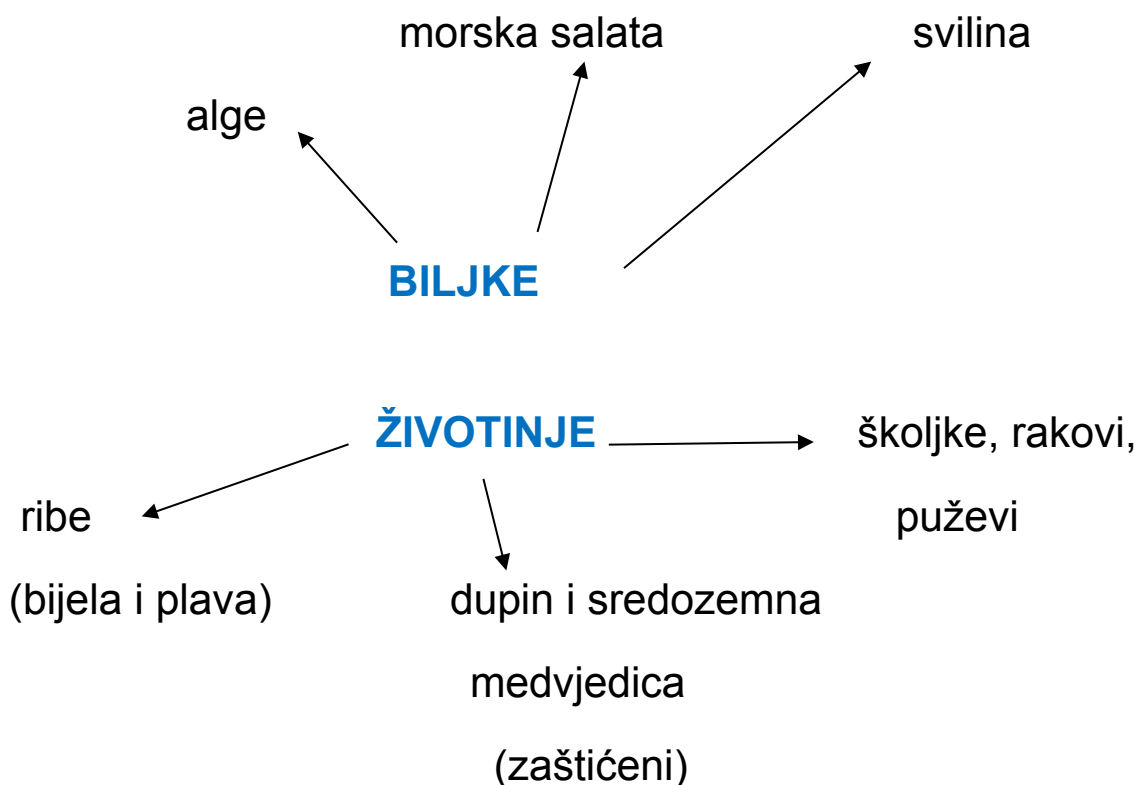 morska salata
svilina
alge
BILJKE
ŽIVOTINJE
školjke, rakovi,
puževi
ribe
(bijela i plava)
dupin i sredozemna
medvjedica
(zaštićeni)